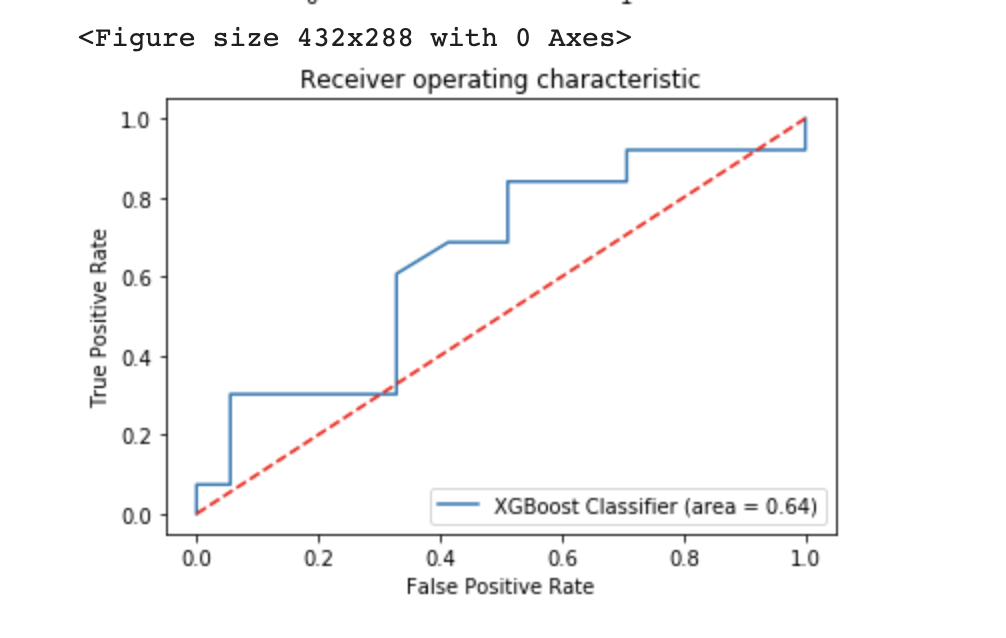 <Figure size 432x288 with 0 Axes>
Receiver operating characteristic
1.0
0.8
0.6
0.4
0.2
0.0
True Positive Rate
XGBoost Classifier (area = 0.64)
0.0 0.2 0.4 0.6 0.8 1.0
False Positive Rate